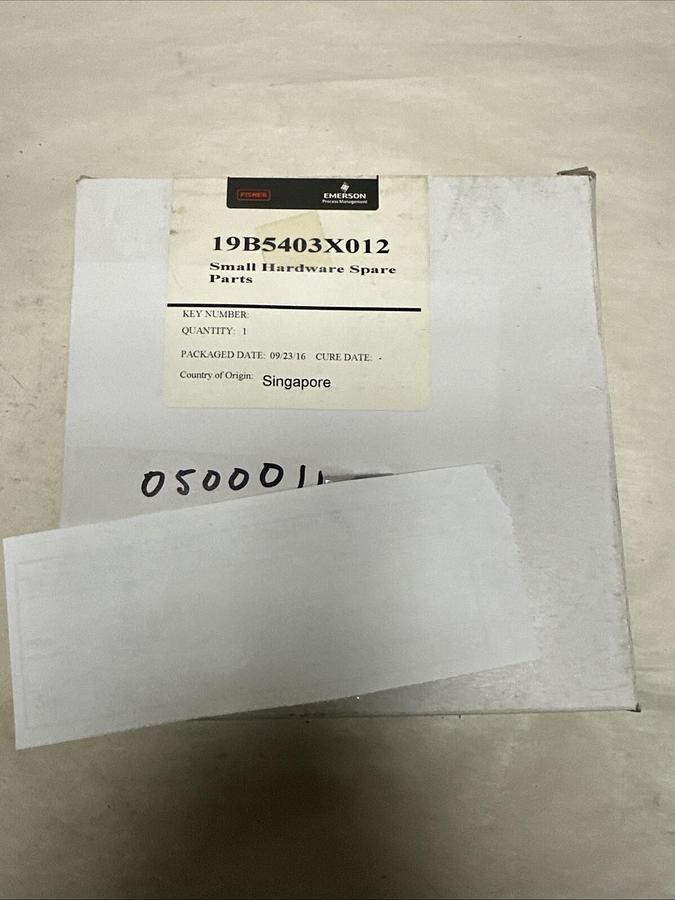 FISHER
EMERSON
Process Management
19B5403X012
Small Hardware Spare
Parts
KEY NUMBER:
QUANTITY: 1
PACKAGED DATE: 09/23/16 CURE DATE: -
Country of Origin: Singapore
050001